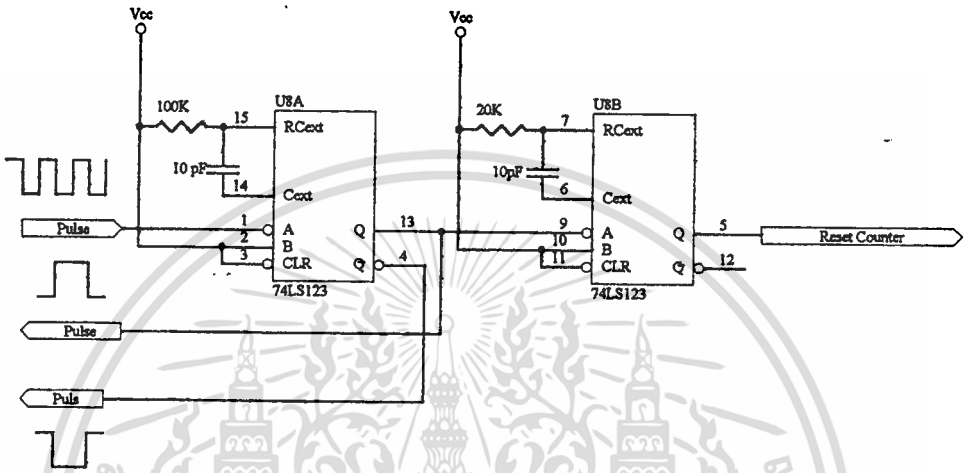 Vcc
Vcc
U8A
U8B
100K
15
RCext
20K
7
RCext
10 pF
14
Cext
10pF
6
Cext
Pulse
1
A
Q
13
9
A
Q
5
Reset Counter
2
B
10
B
3
CLR
Q
4
11
CLR
Q
12
74LS123
74LS123
Pulse
Puls